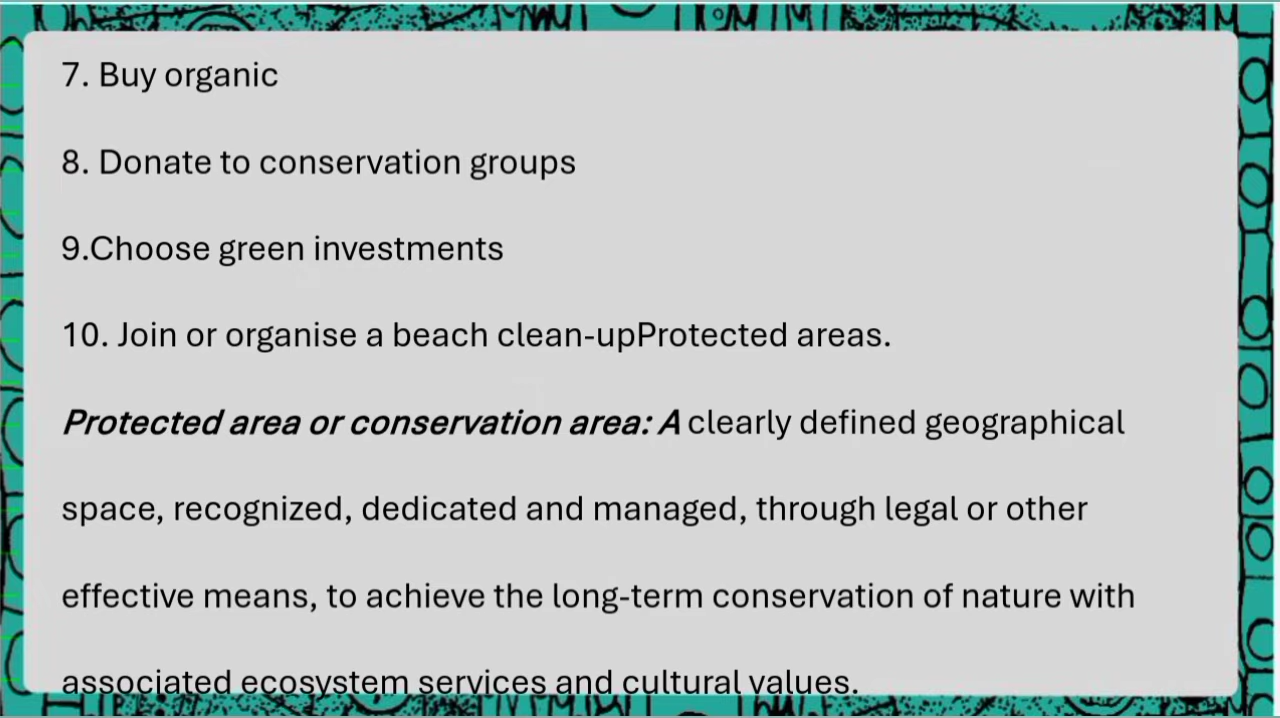 7. Buy organic
8. Donate to conservation groups
9.Choose green investments
10. Join or organise a beach clean-upProtected areas.
Protected area or conservation area: A clearly defined geographical
space, recognized, dedicated and managed, through legal or other
effective means, to achieve the long-term conservation of nature with
associated ecosystem services and cultural values.